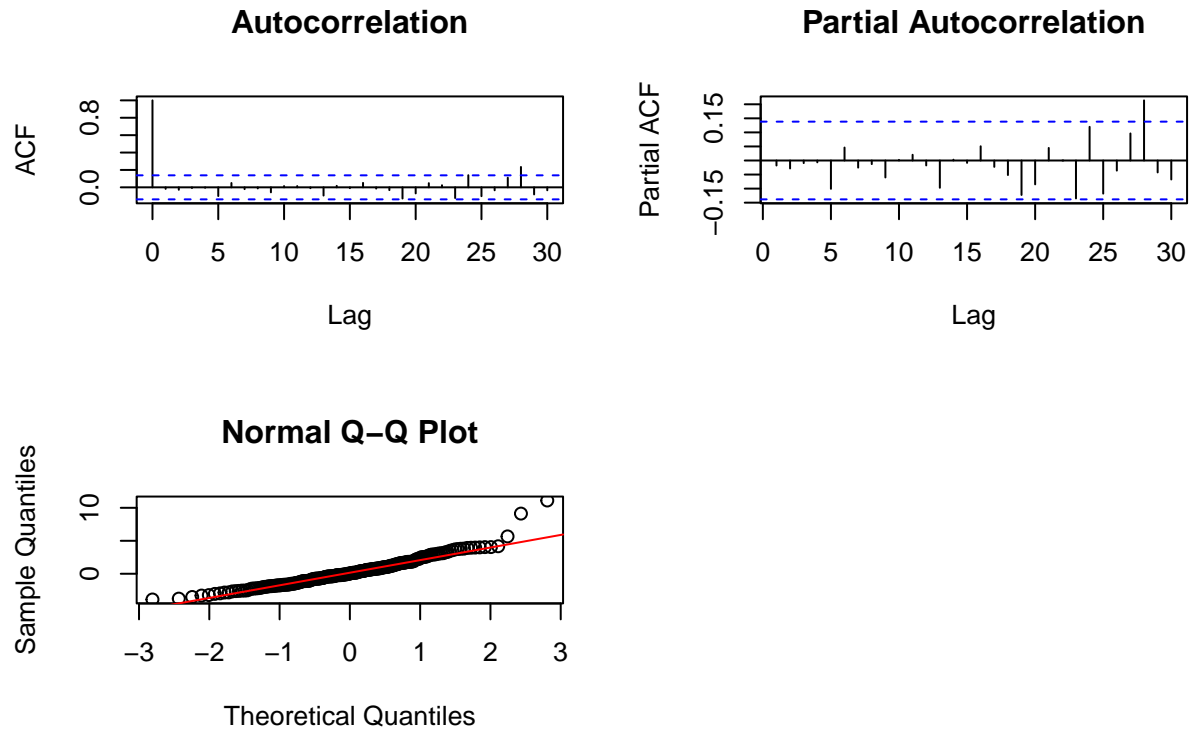 Autocorrelation
ACF
0.0 0.8
0 5 10 15 20 25 30
Lag
Partial Autocorrelation
Partial ACF
−0.15 0.15
0 5 10 15 20 25 30
Lag
Normal Q−Q Plot
Sample Quantiles
0 10
−3 −2 −1 0 1 2 3
Theoretical Quantiles